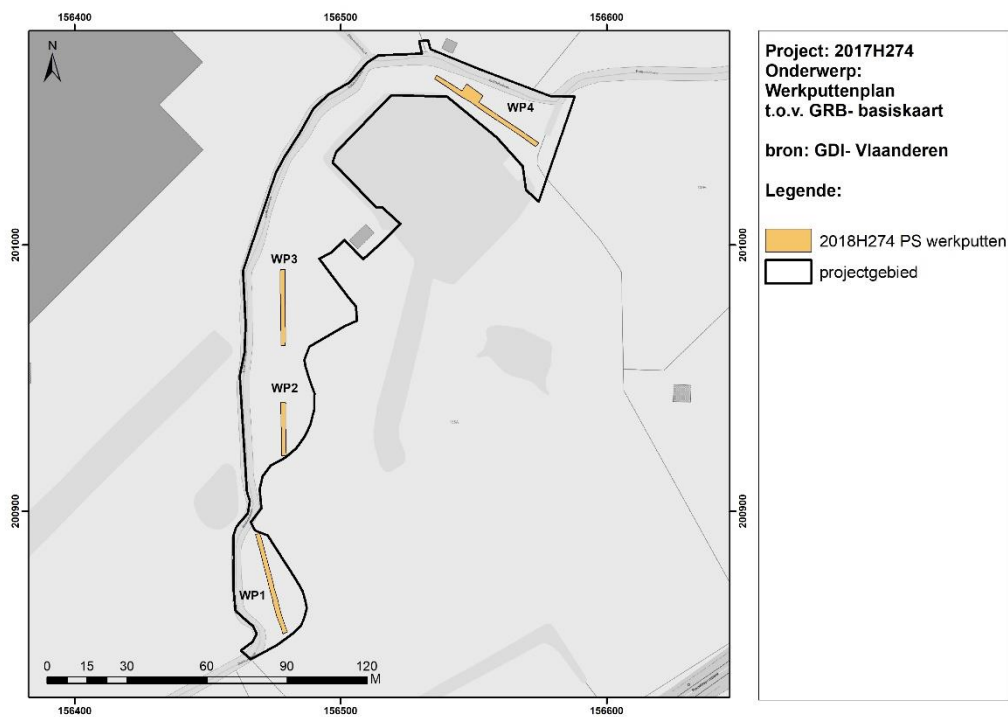 156400 156500 156600
N
WP4
201000 201000
WP3
WP2
200900 200900
WP1
0 15 30 60 90 120
M
156400 156500 156600
Project: 2017H274
Onderwerp:
Werkputtenplan
t.o.v. GRB- basiskaart
bron: GDI- Vlaanderen
Legende:
2018H274 PS werkputten
projectgebied